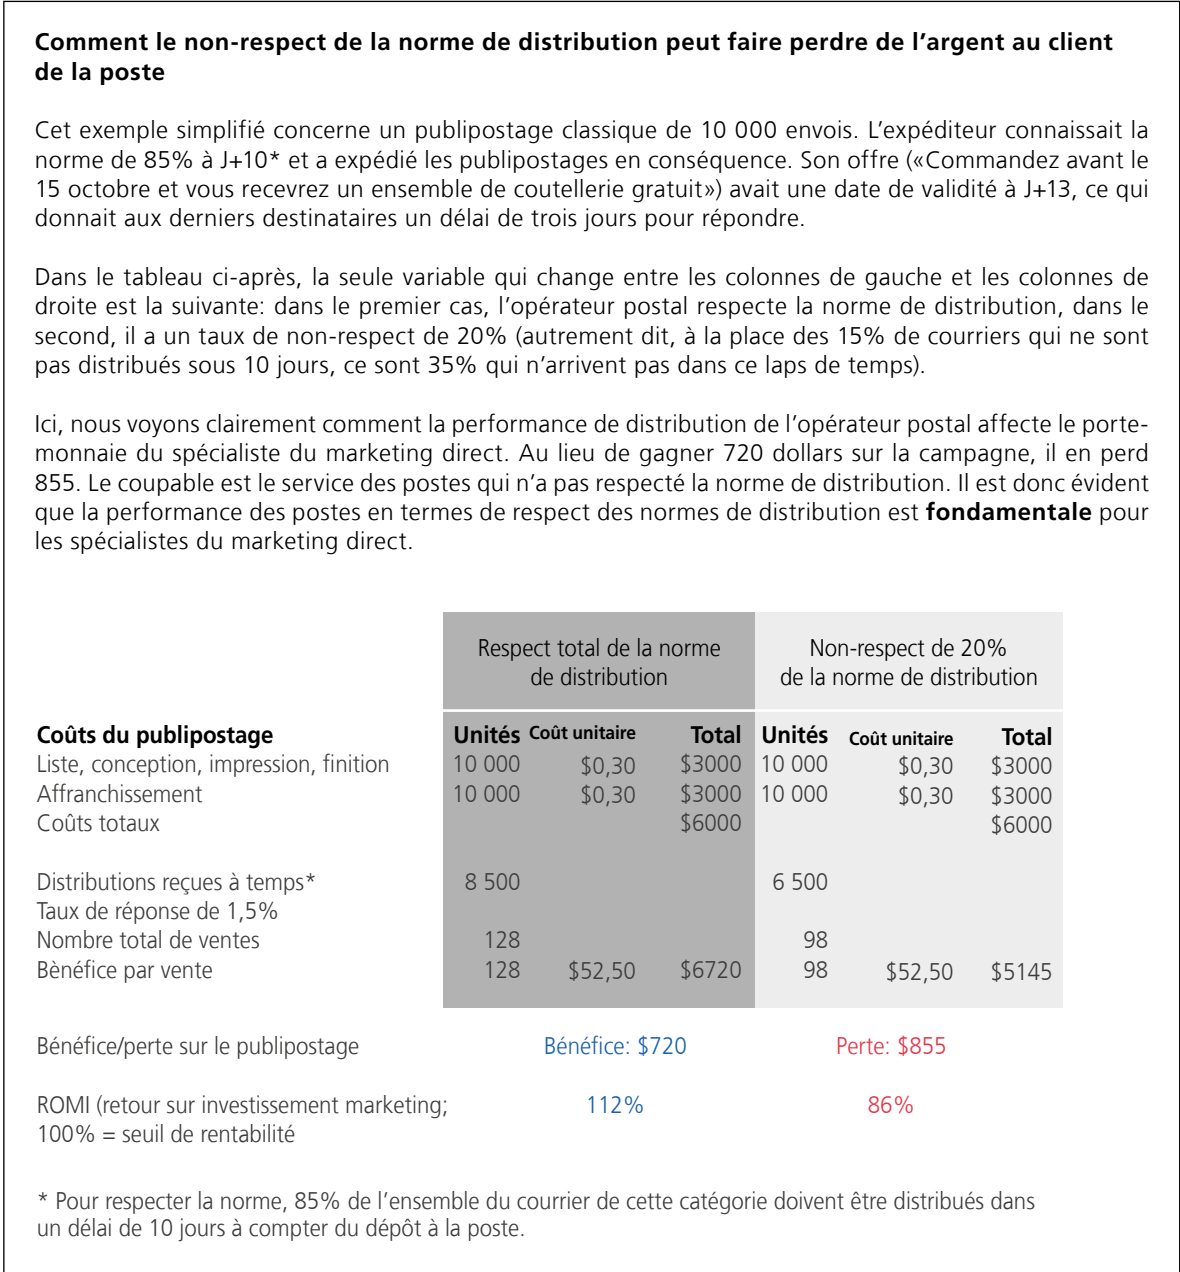 Comment le non-respect de la norme de distribution peut faire perdre de l’argent au client
de la poste
Cet exemple simplifié concerne un publipostage classique de 10 000 envois. L’expéditeur connaissait la
norme de 85% à J+10* et a expédié les publipostages en conséquence. Son offre («Commandez avant le
15 octobre et vous recevrez un ensemble de coutellerie gratuit») avait une date de validité à J+13, ce qui
donnait aux derniers destinataires un délai de trois jours pour répondre.
Dans le tableau ci-après, la seule variable qui change entre les colonnes de gauche et les colonnes de
droite est la suivante: dans le premier cas, l’opérateur postal respecte la norme de distribution, dans le
second, il a un taux de non-respect de 20% (autrement dit, à la place des 15% de courriers qui ne sont
pas distribués sous 10 jours, ce sont 35% qui n’arrivent pas dans ce laps de temps).
Ici, nous voyons clairement comment la performance de distribution de l’opérateur postal affecte le porte-
monnaie du spécialiste du marketing direct. Au lieu de gagner 720 dollars sur la campagne, il en perd
855. Le coupable est le service des postes qui n’a pas respecté la norme de distribution. Il est donc évident
que la performance des postes en termes de respect des normes de distribution est fondamentale pour
les spécialistes du marketing direct.
Respect total de la norme
de distribution
Non-respect de 20%
de la norme de distribution
Coûts du publipostage Unités Coût unitaire Total Unités Coût unitaire Total
Liste, conception, impression, finition 10 000 $0,30 $3000 10 000 $0,30 $3000
Affranchissement 10 000 $0,30 $3000 10 000 $0,30 $3000
Coûts totaux $6000 $6000
Distributions reçues à temps* 8 500 6 500
Taux de réponse de 1,5%
Nombre total de ventes 128 98
Bènéfice par vente 128 $52,50 $6720 98 $52,50 $5145
Bénéfice/perte sur le publipostage Bénéfice: $720 Perte: $855
ROMI (retour sur investissement marketing; 112% 86%
100% = seuil de rentabilité
* Pour respecter la norme, 85% de l’ensemble du courrier de cette catégorie doivent être distribués dans
un délai de 10 jours à compter du dépôt à la poste.